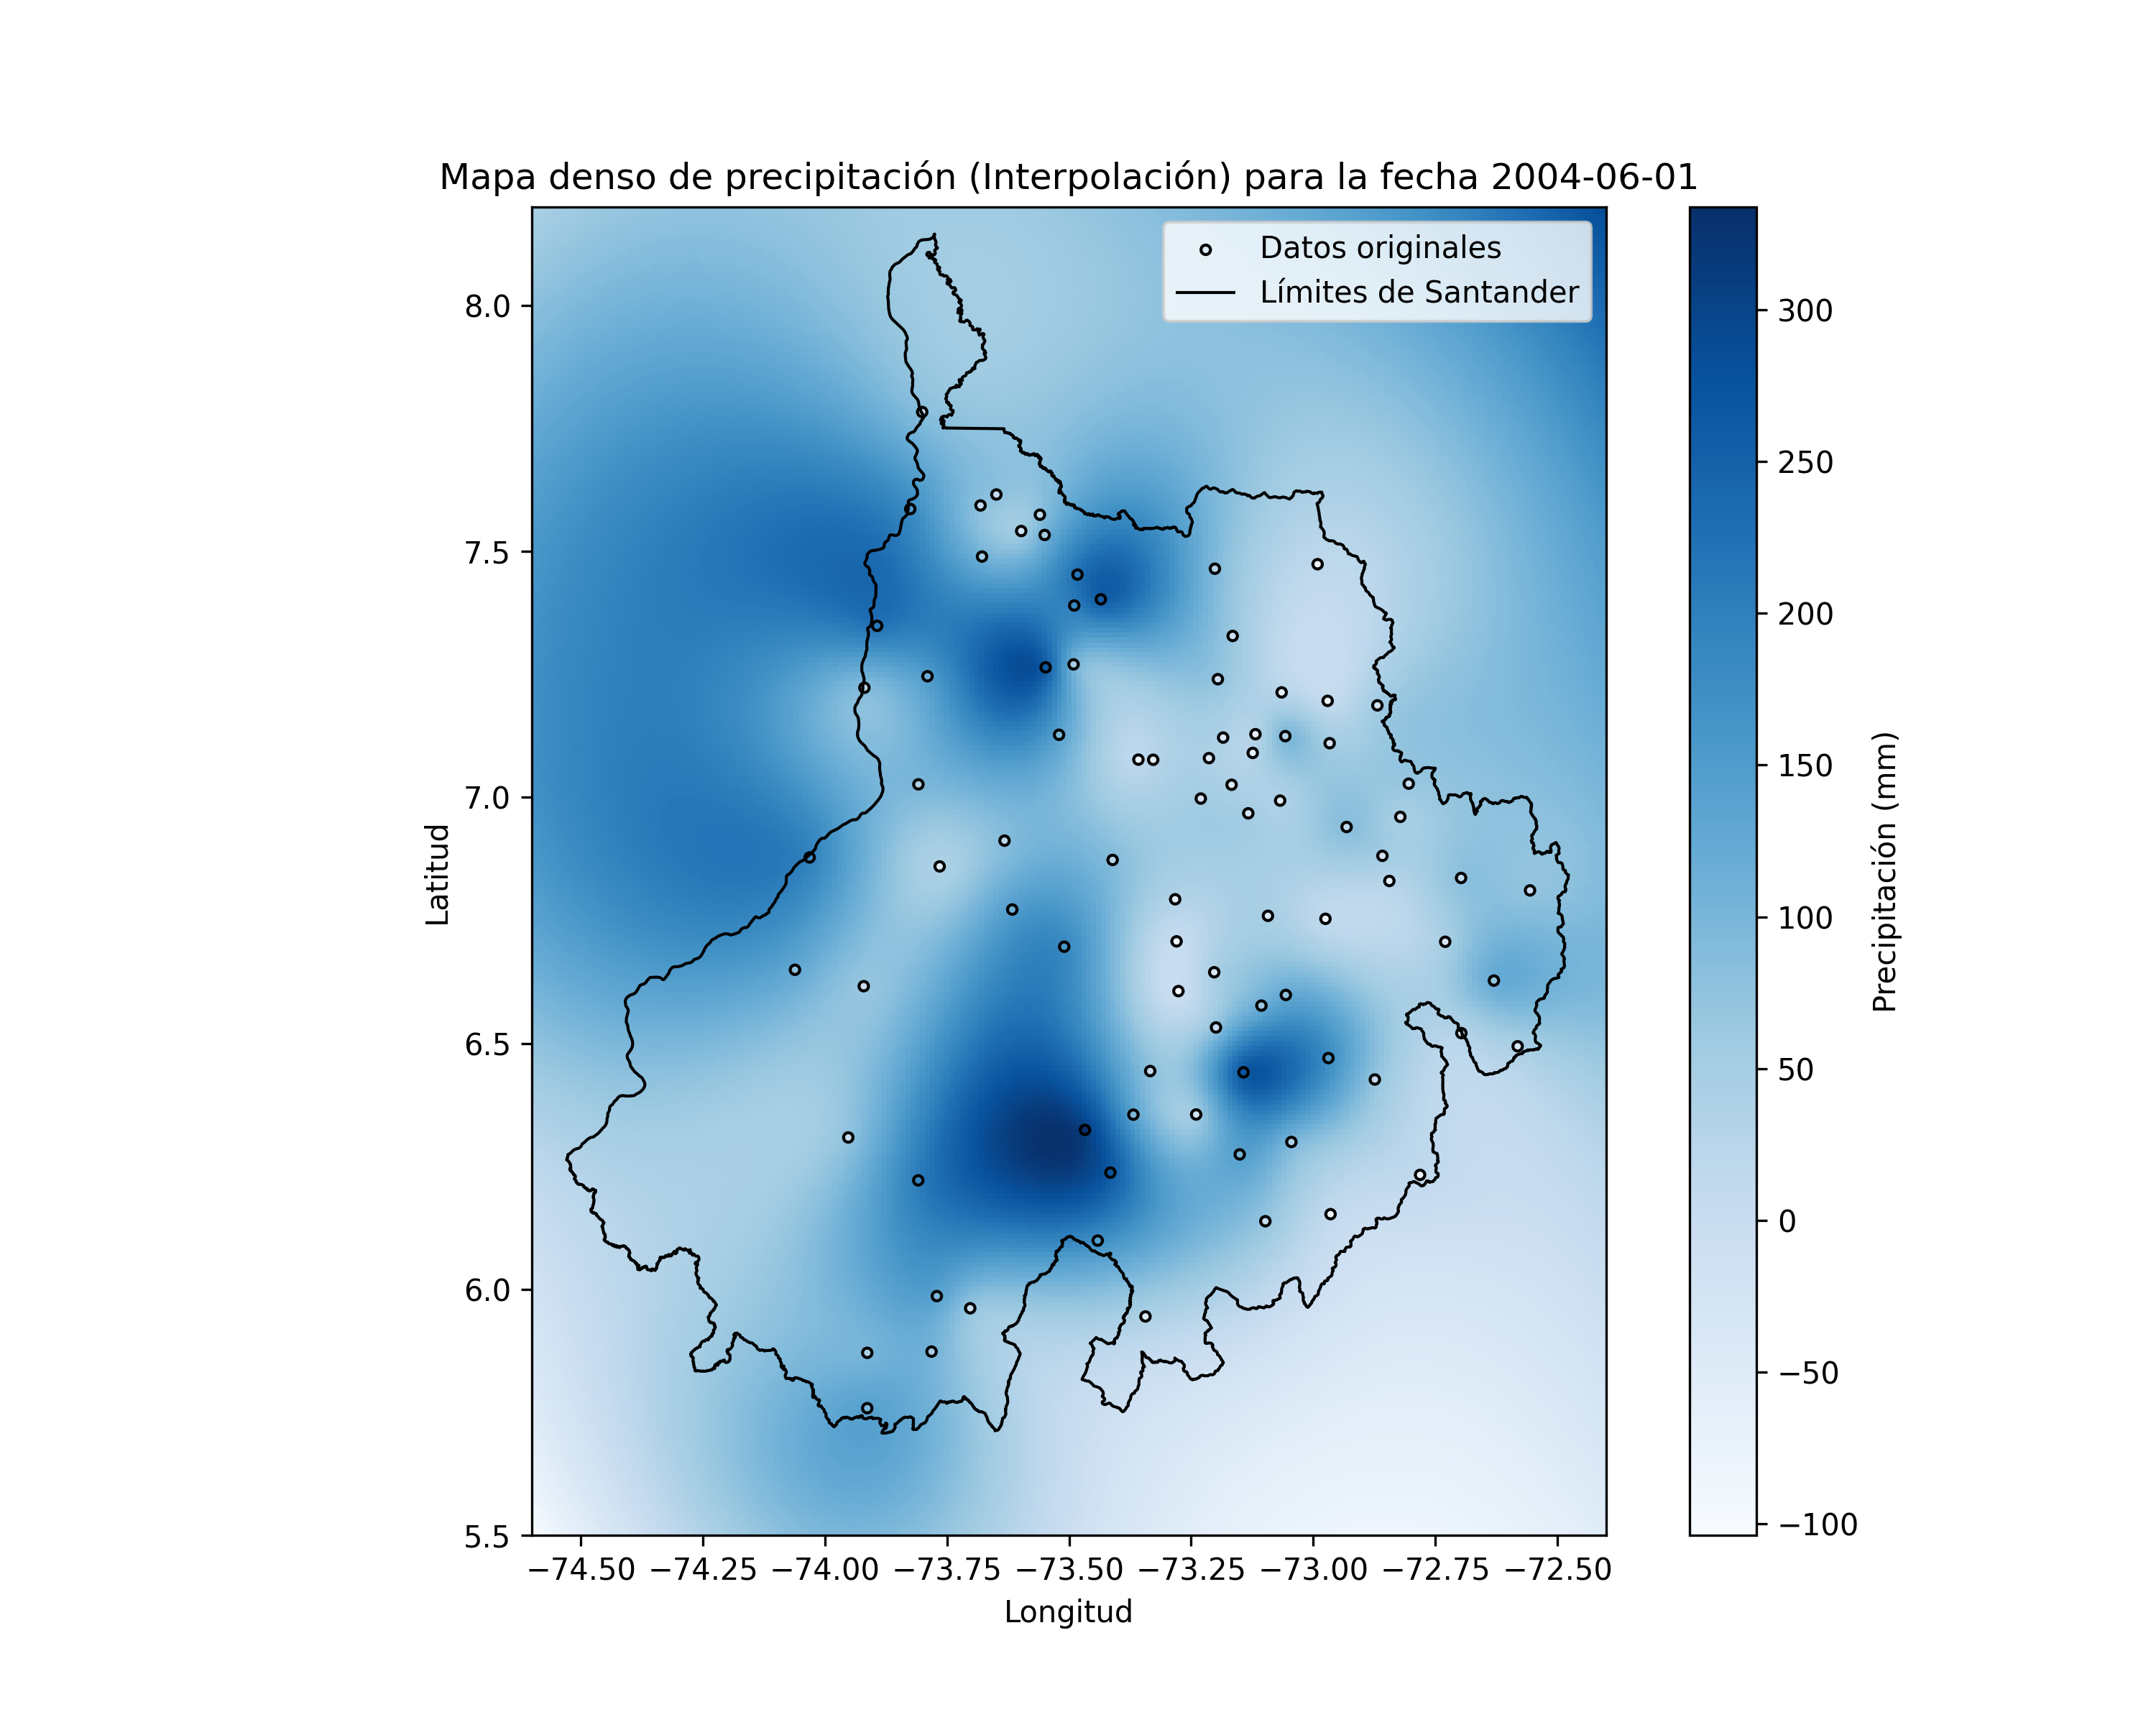 Mapa denso de precipitación (Interpolación) para la fecha 2004-06-01
Datos originales
Límites de Santander
8.0
7.5
7.0
6.5
6.0
5.5
Latitud
−74.50 −74.25 −74.00 −73.75 −73.50 −73.25 −73.00 −72.75 −72.50
Longitud
300
250
200
150
100
50
0
−50
−100
Precipitación (mm)